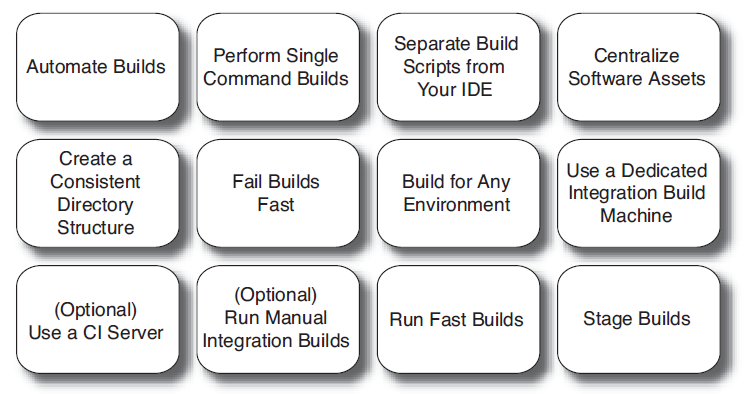 Automate Builds
Perform Single
Command Builds
Separate Build
Scripts from
Your IDE
Centralize
Software Assets
Create a
Consistent
Directory
Structure
Fail Builds
Fast
Build for Any
Environment
Use a Dedicated
Integration Build
Machine
(Optional)
Use a CI Server
(Optional)
Run Manual
Integration Builds
Run Fast Builds
Stage Builds